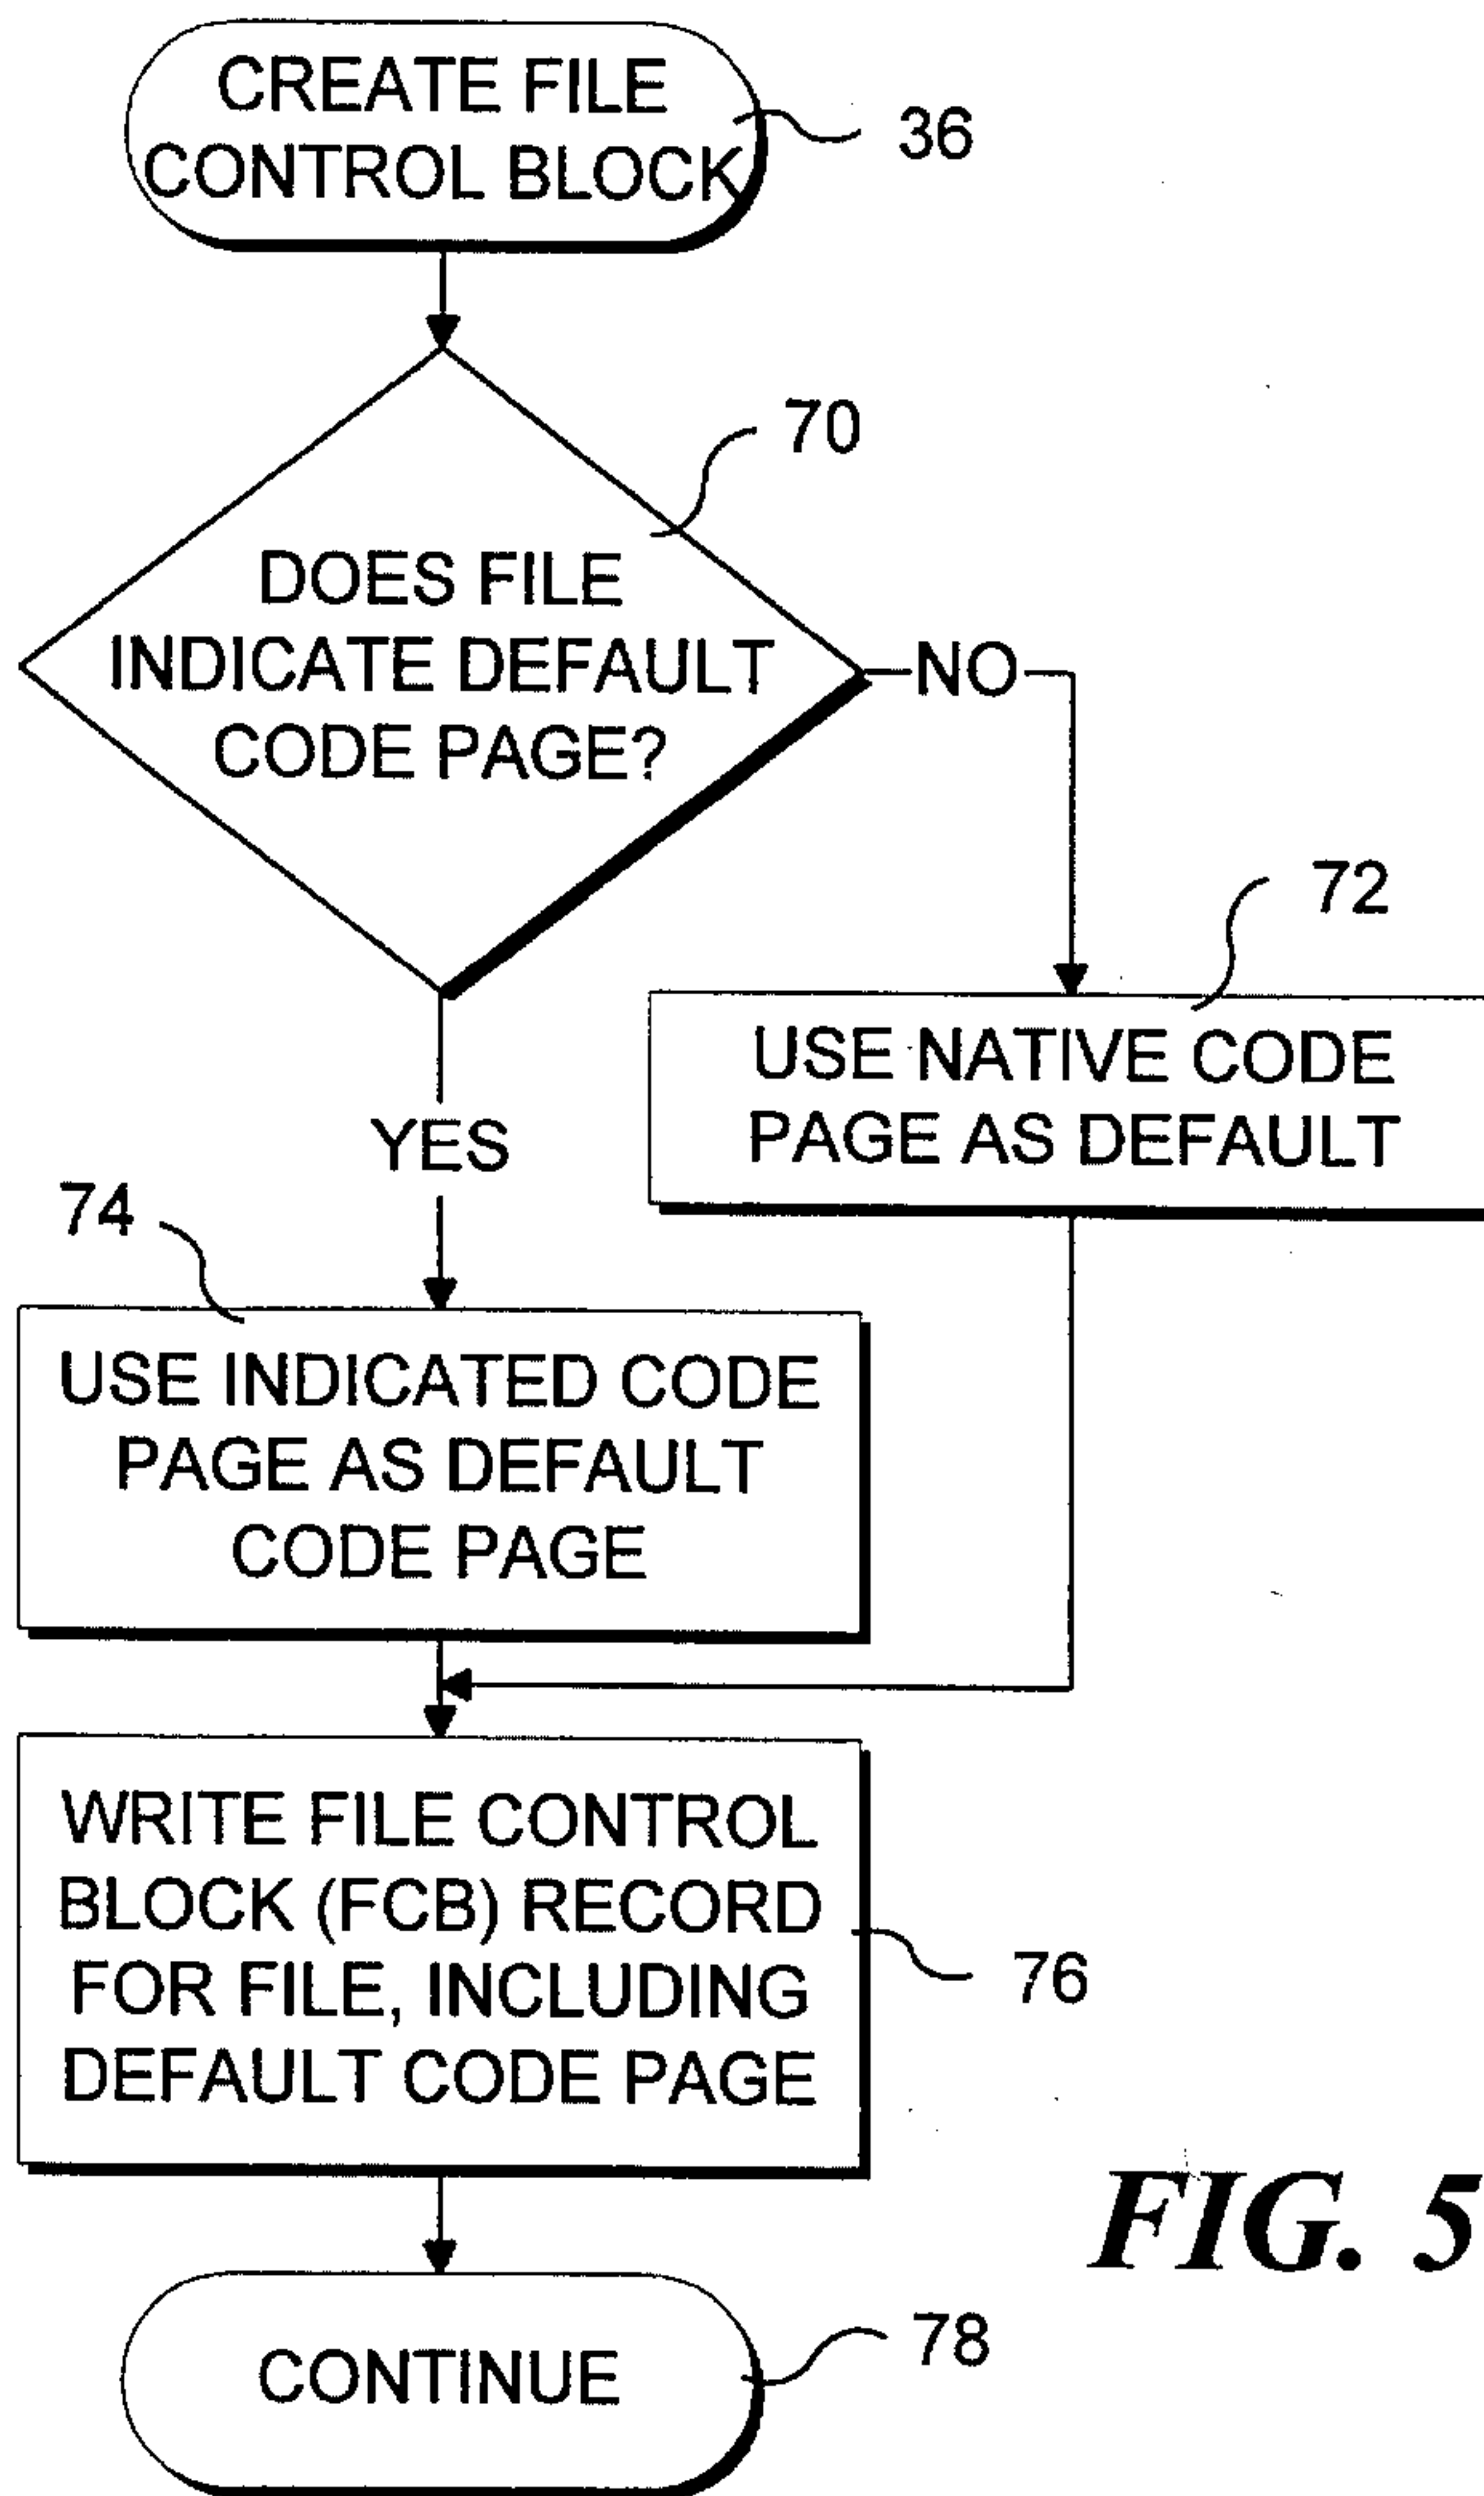 CREATE FILE
CONTROL BLOCK
36
70
DOES FILE
INDICATE DEFAULT
CODE PAGE?
NO
72
USE NATIVE CODE
PAGE AS DEFAULT
YES
74
USE INDICATED CODE
PAGE AS DEFAULT
CODE PAGE
WRITE FILE CONTROL
BLOCK (FCB) RECORD
FOR FILE, INCLUDING
DEFAULT CODE PAGE
76
FIG. 5
CONTINUE
78